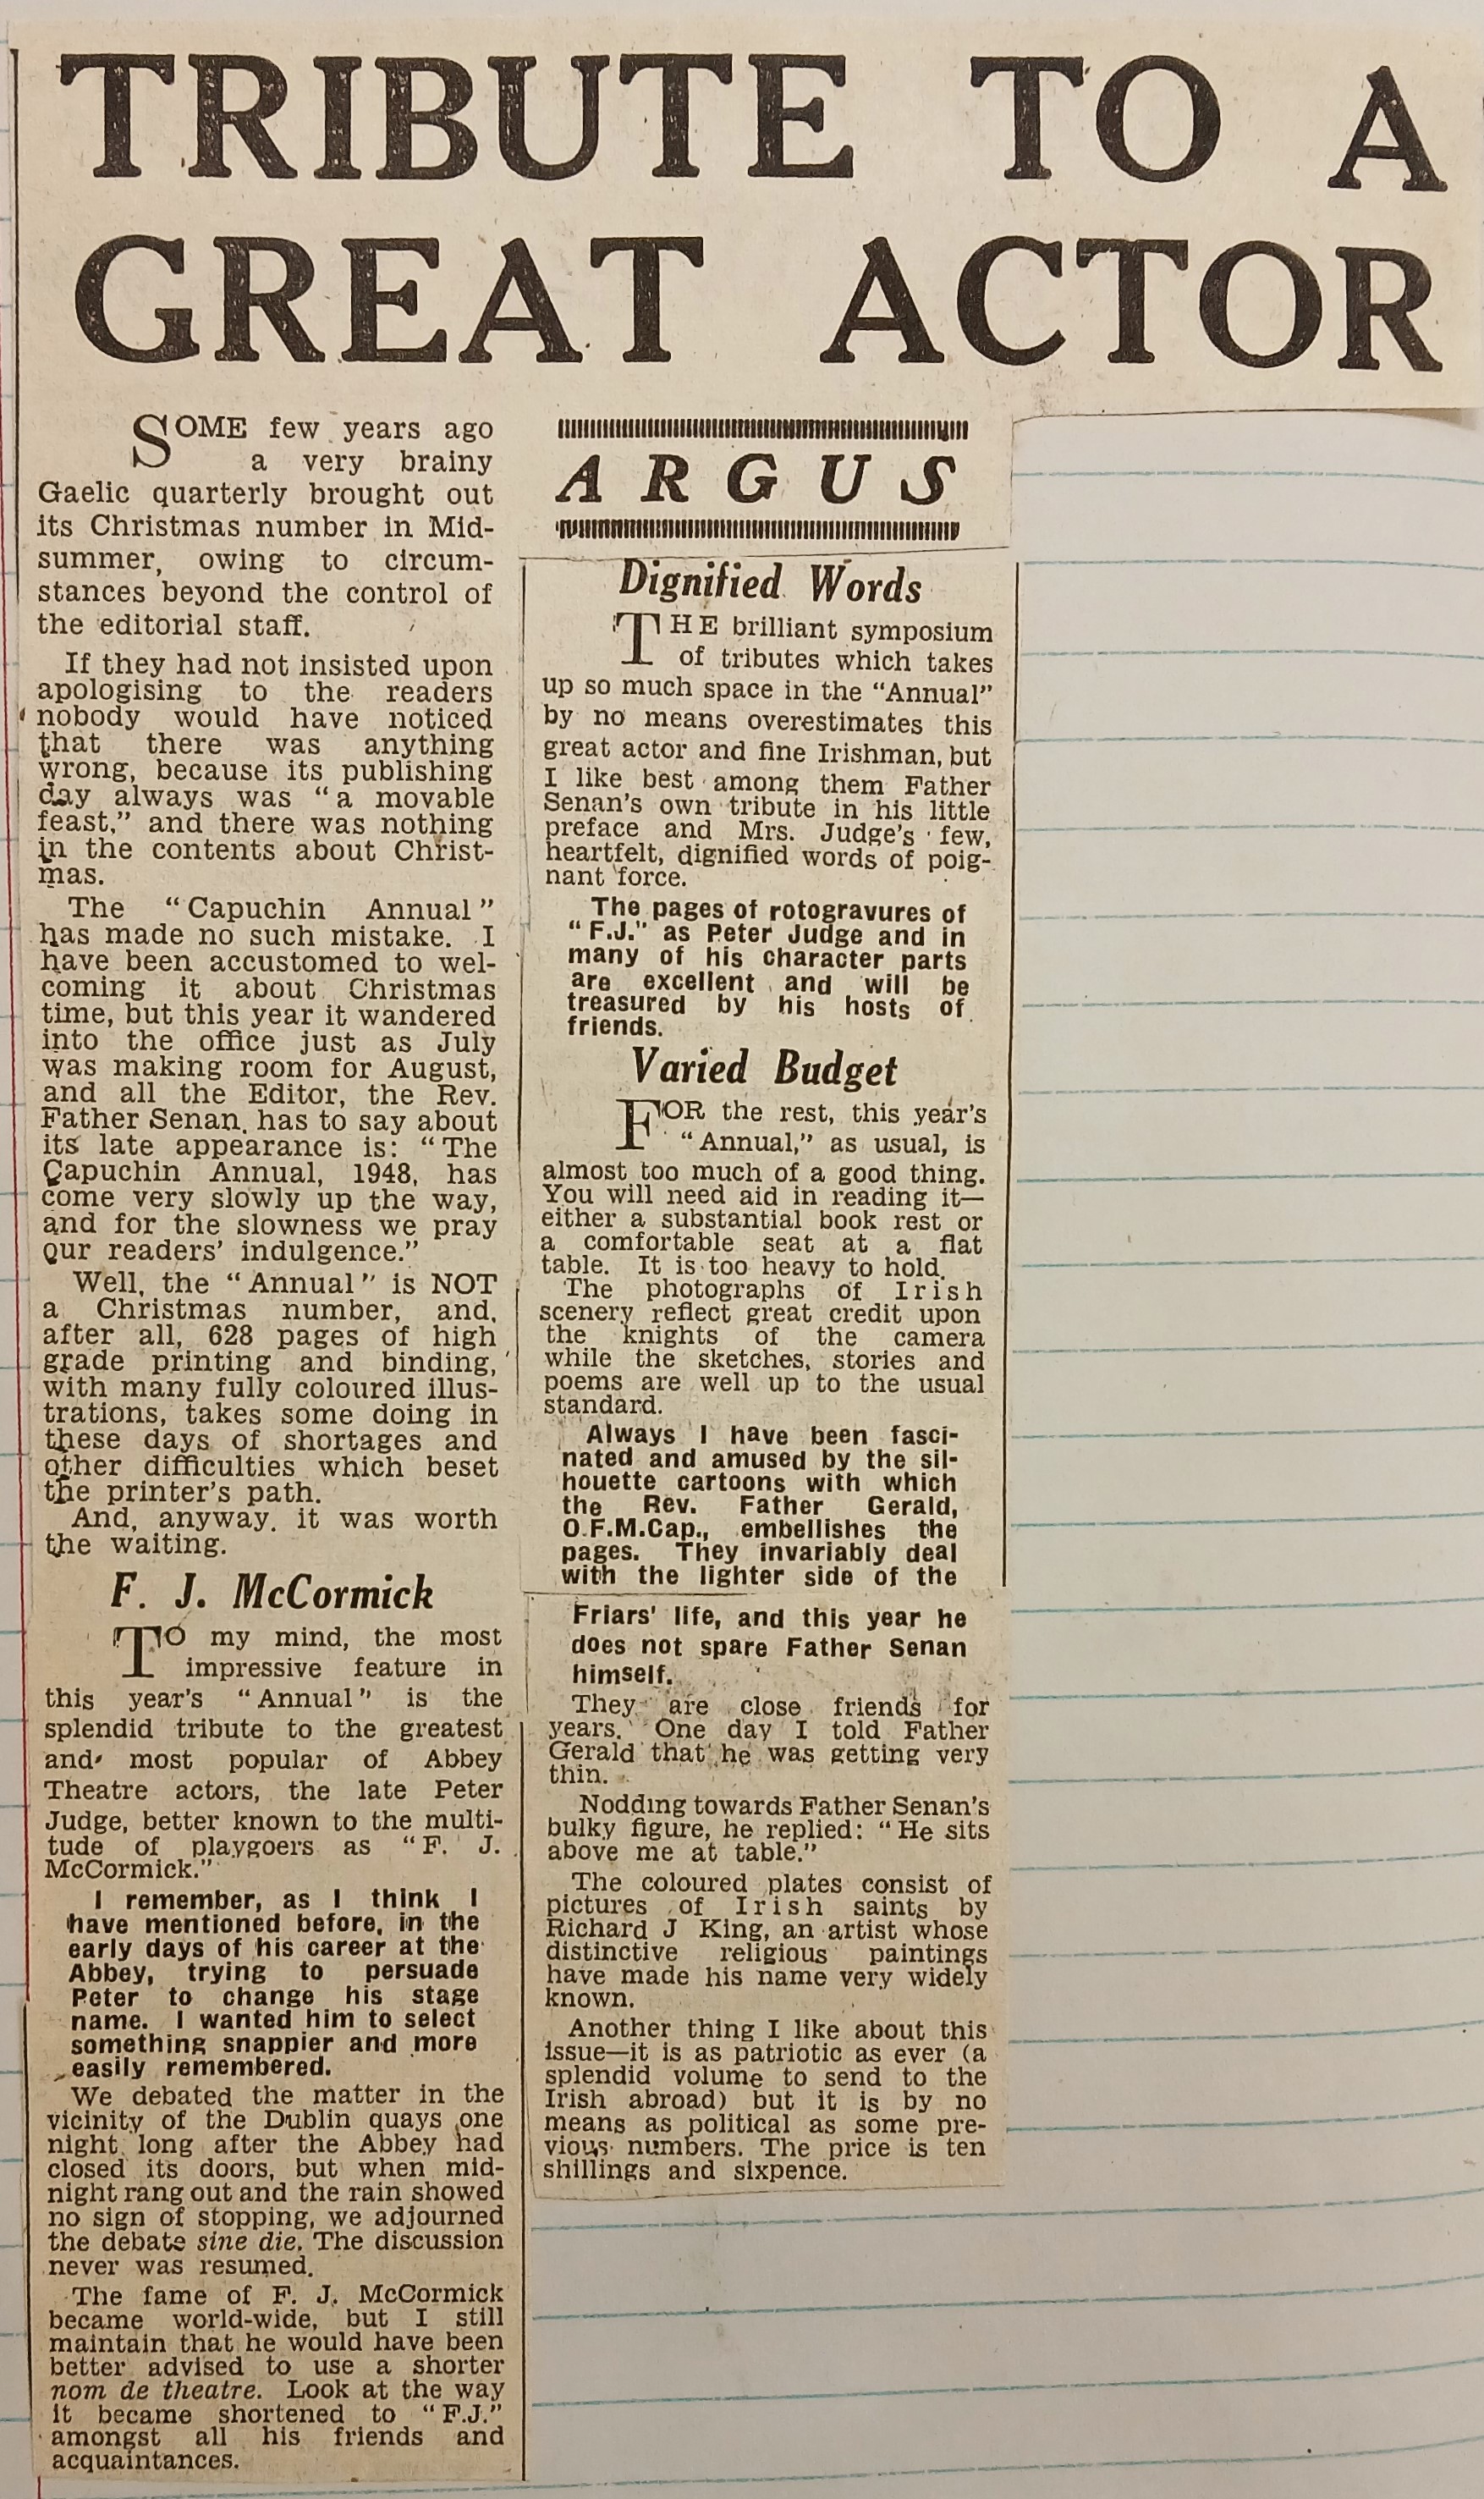 TRIBUTE TO A
GREAT ACTOR
SOME few years ago
a very brainy
Gaelic quarterly brought out
its Christmas number in Mid-
summer, owing to circum-
stances beyond the control of
the editorial staff.
If they had not insisted upon
apologising to the readers
nobody would have noticed
that there was anything
wrong, because its publishing
day always was "a movable
feast," and there was nothing
in the contents about Christ-
mas.
The "Capuchin Annual"
has made no such mistake. I
have been accustomed to wel-
coming it about Christmas
time, but this year it wandered
into the office just as July
was making room for August,
and all the Editor, the Rev.
Father Senan, has to say about
its late appearance is: "The
Capuchin Annual, 1948, has
come very slowly up the way,
and for the slowness we pray
our readers' indulgence."
Well, the "Annual" is NOT
a Christmas number, and,
after all, 628 pages of high
grade printing and binding,
with many fully coloured illus-
trations, takes some doing in
these days of shortages and
other difficulties which beset
the printer's path.
And, anyway, it was worth
the waiting.
F. J. McCormick
TO my mind, the most
impressive feature in
this year's "Annual" is the
splendid tribute to the greatest
and most popular of Abbey
Theatre actors, the late Peter
Judge, better known to the multi-
tude of playgoers as "F. J.
McCormick."
I remember, as I think I
have mentioned before, in the
early days of his career at the
Abbey, trying to persuade
Peter to change his stage
name. I wanted him to select
something snappier and more
easily remembered.
We debated the matter in the
vicinity of the Dublin quays one
night long after the Abbey had
closed its doors, but when mid-
night rang out and the rain showed
no sign of stopping, we adjourned
the debate sine die. The discussion
never was resumed.
The fame of F. J. McCormick
became world-wide, but I still
maintain that he would have been
better advised to use a shorter
nom de theatre. Look at the way
it became shortened to "F.J."
amongst all his friends and
acquaintances.
ARGUS
Dignified Words
THE brilliant symposium
of tributes which takes
up so much space in the "Annual"
by no means overestimates this
great actor and fine Irishman, but
I like best among them Father
Senan's own tribute in his little
preface and Mrs. Judge's few,
heartfelt, dignified words of poig-
nant force.
The pages of rotogravures of
"F.J." as Peter Judge and in
many of his character parts
are excellent and will be
treasured by his hosts of
friends.
Varied Budget
FOR the rest, this year's
"Annual," as usual, is
almost too much of a good thing.
You will need aid in reading it—
either a substantial book rest or
a comfortable seat at a flat
table. It is too heavy to hold.
The photographs of Irish
scenery reflect great credit upon
the knights of the camera
while the sketches, stories and
poems are well up to the usual
standard.
Always I have been fasci-
nated and amused by the sil-
houette cartoons with which
the Rev. Father Gerald,
O.F.M.Cap., embellishes the
pages. They invariably deal
with the lighter side of the
Friars' life, and this year he
does not spare Father Senan
himself.
They are close friends for
years. One day I told Father
Gerald that he was getting very
thin.
Nodding towards Father Senan's
bulky figure, he replied: "He sits
above me at table."
The coloured plates consist of
pictures of Irish saints by
Richard J King, an artist whose
distinctive religious paintings
have made his name very widely
known.
Another thing I like about this
issue—it is as patriotic as ever (a
splendid volume to send to the
Irish abroad) but it is by no
means as political as some pre-
vious numbers. The price is ten
shillings and sixpence.